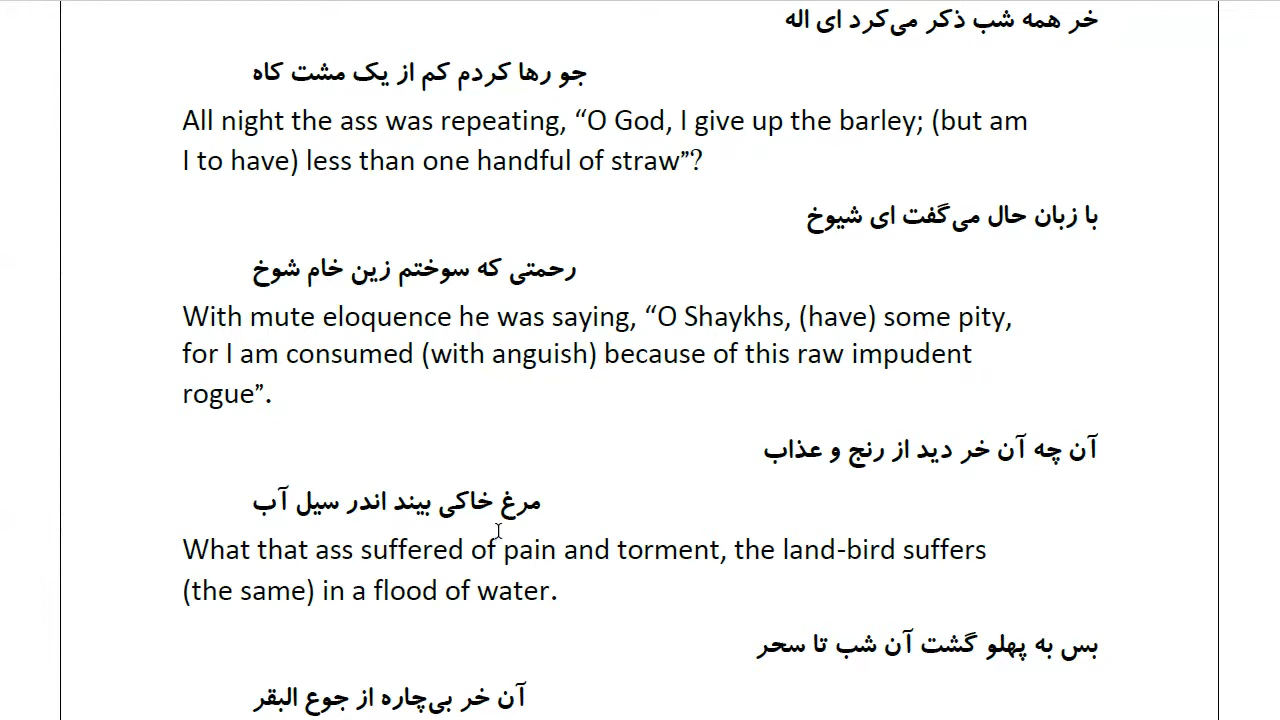 خر همه شب ذکر می‌کرد ای اله
جو رها کردم کم از یک مشت کاه
All night the ass was repeating, “O God, I give up the barley; (but am
I to have) less than one handful of straw”?
با زبان حال می‌گفت ای شیوخ
رحمتی که سوختم زین خام شوخ
With mute eloquence he was saying, “O Shaykhs, (have) some pity,
for I am consumed (with anguish) because of this raw impudent
rogue”.
آن چه آن خر دید از رنج و عذاب
مرغ خاکی بیند اندر سیل آب
What that ass suffered of pain and torment, the land-bird suffers
(the same) in a flood of water.
بس به پهلو گشت آن شب تا سحر
آن خر بی‌چاره از جوع البقر